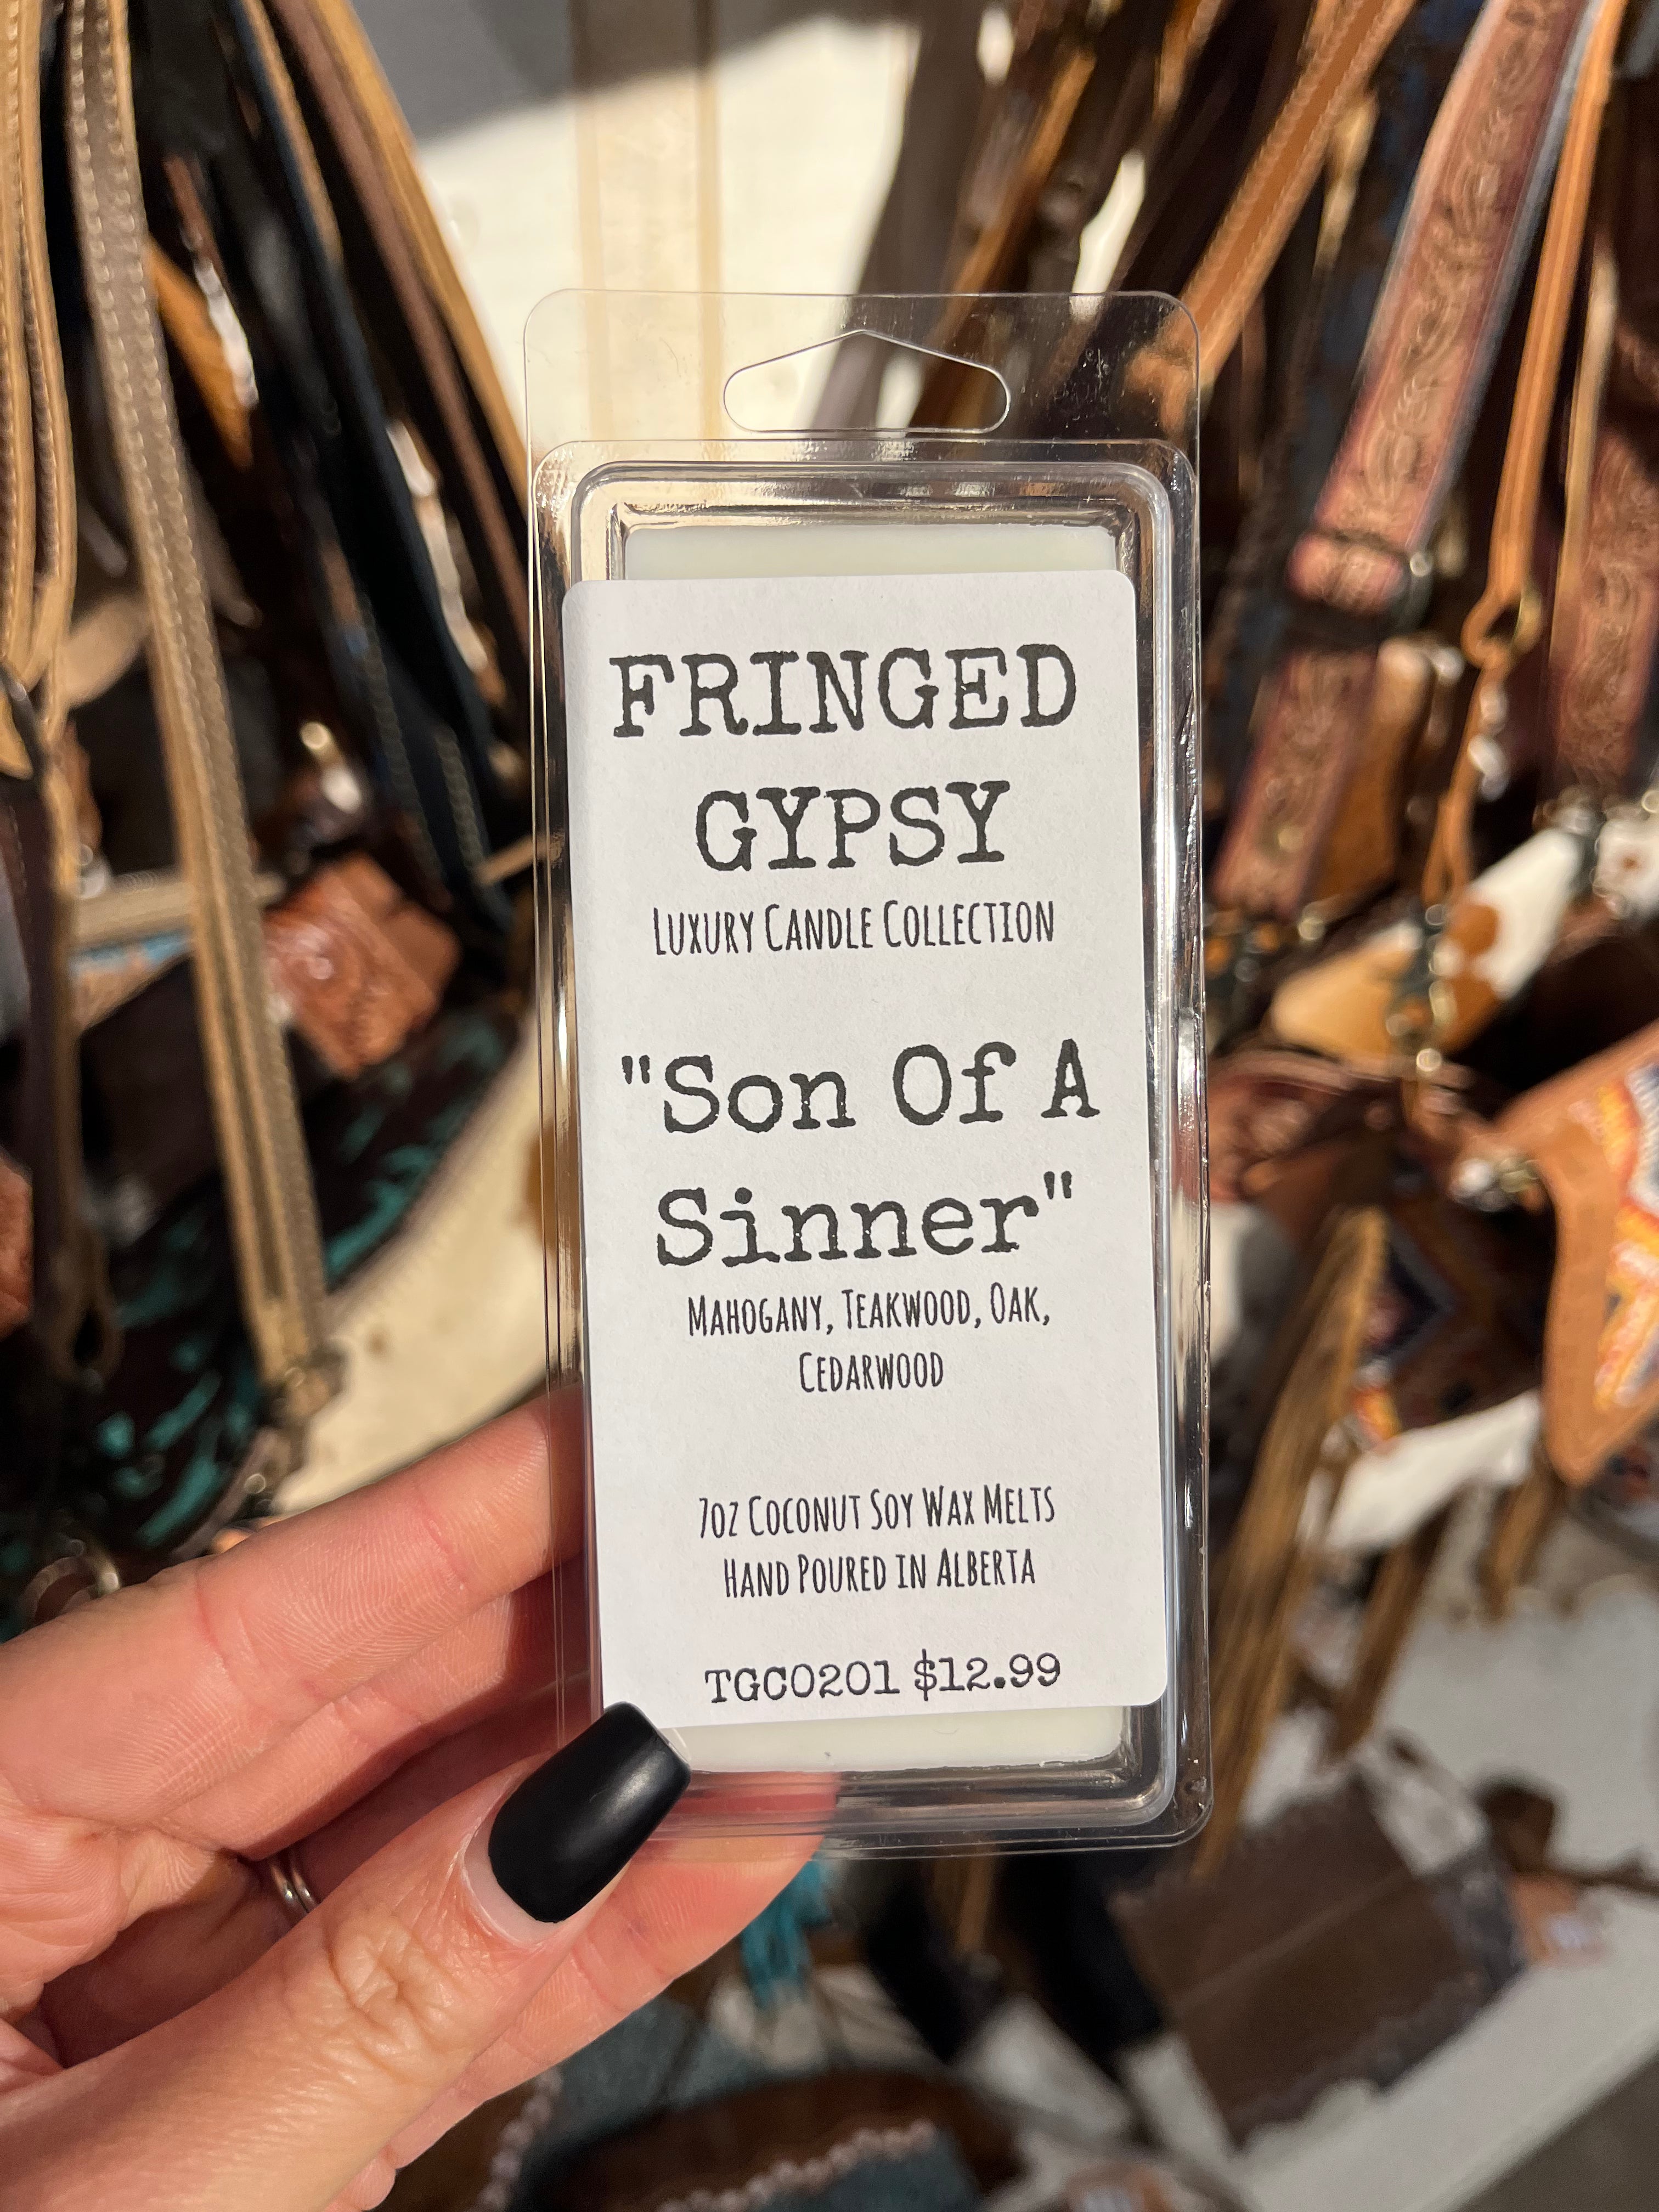 FRINGED
GYPSY
LUXURY CANDLE COLLECTION
"Son Of A
Sinner"
MAHOGANY, TEAKWOOD, OAK,
CEDARWOOD
7OZ COCONUT SOY WAX MELTS
HAND POURED IN ALBERTA
TGC0201 $12.99